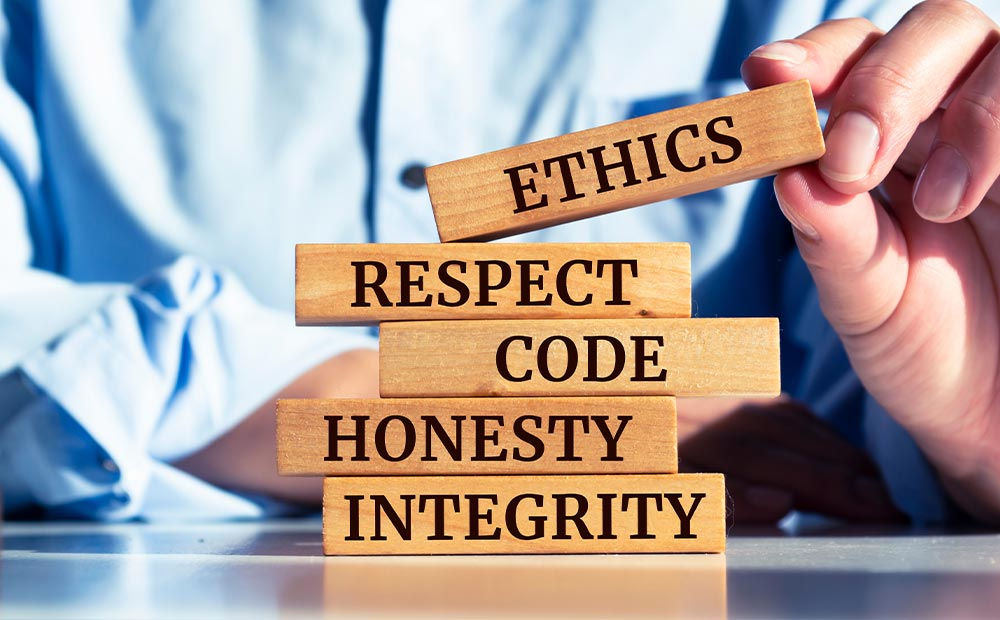 ETHICS
RESPECT
CODE
HONESTY
INTEGRITY